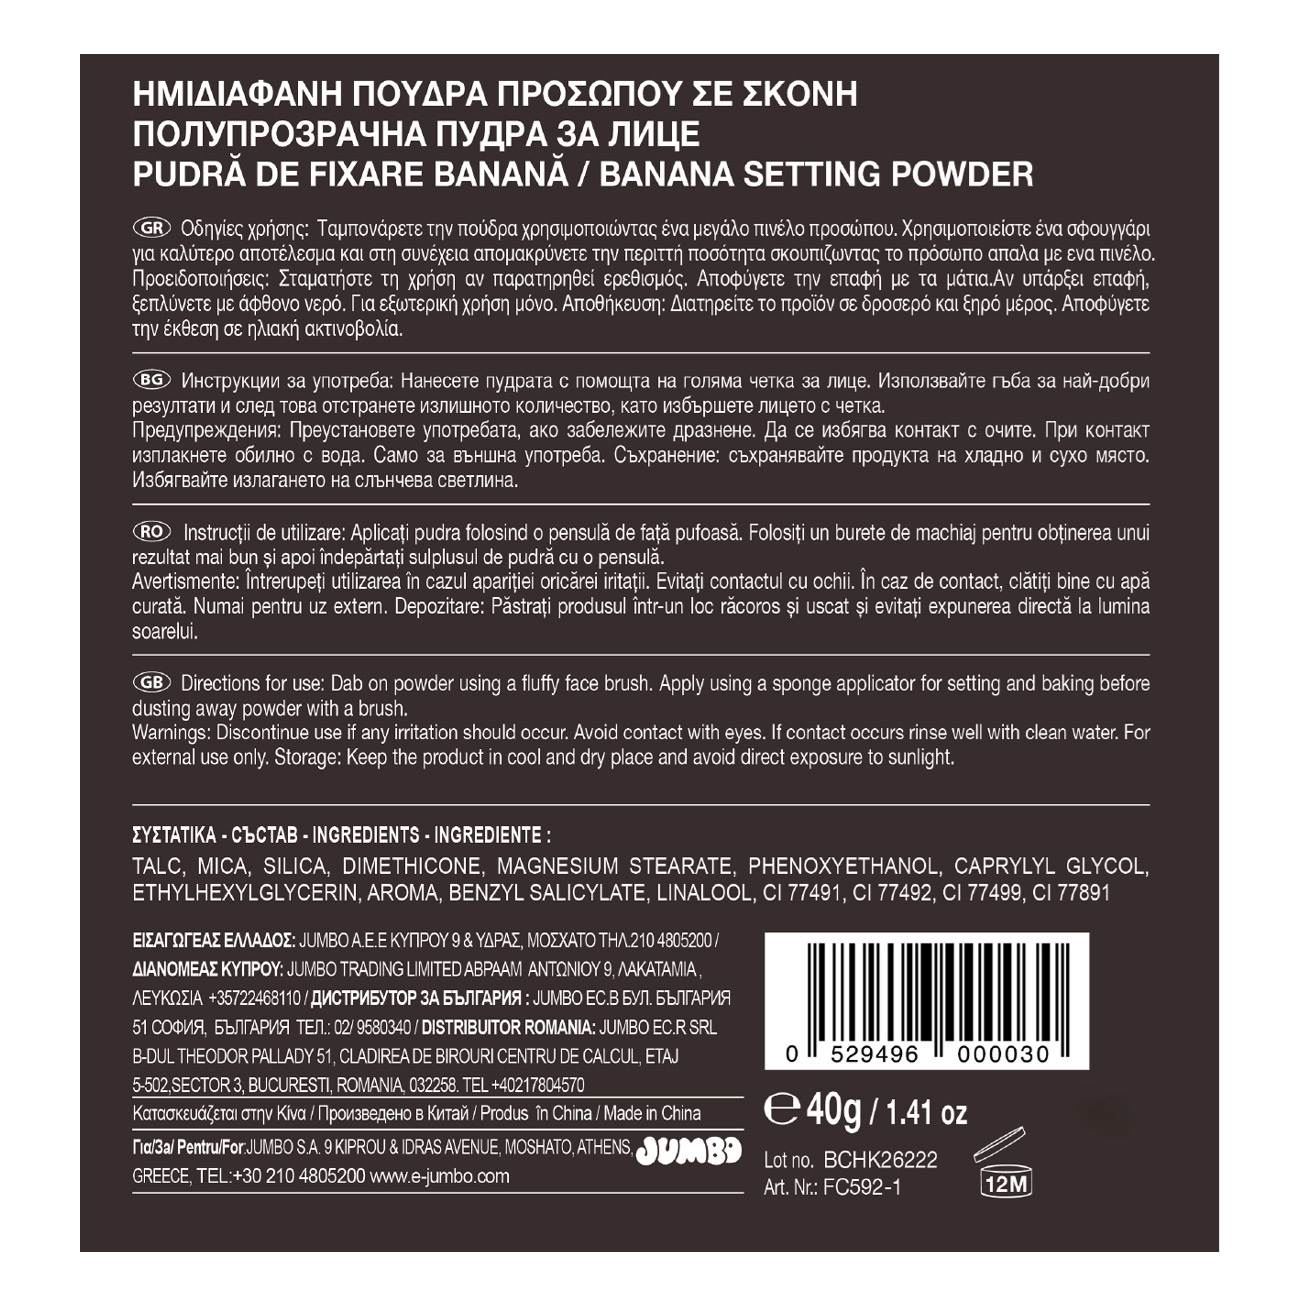 ΗΜΙΔΙΑΦΑΝΗ ΠΟΥΔΡΑ ΠΡΟΣΩΠΟΥ ΣΕ ΣΚΟΝΗ
ПОЛУПРОЗРАЧНА ПУДРА ЗА ЛИЦЕ
PUDRĂ DE FIXARE BANANĂ / BANANA SETTING POWDER
GR Οδηγίες χρήσης: Ταμπονάρετε την πούδρα χρησιμοποιώντας ένα μεγάλο πινέλο προσώπου. Χρησιμοποιείστε ένα σφουγγάρι
για καλύτερο αποτέλεσμα και στη συνέχεια απομακρύνετε την περιττή ποσότητα σκουπιζωντας το πρόσωπο απαλα με ενα πινέλο.
Προειδοποιήσεις: Σταματήστε τη χρήση αν παρατηρηθεί ερεθισμός. Αποφύγετε την επαφή με τα μάτια.Αν υπάρξει επαφή,
ξεπλύνετε με άφθονο νερό. Για εξωτερική χρήση μόνο. Αποθήκευση: Διατηρείτε το προϊόν σε δροσερό και ξηρό μέρος. Αποφύγετε
την έκθεση σε ηλιακή ακτινοβολία.
BG Инструкции за употреба: Нанесете пудрата с помощта на голяма четка за лице. Използвайте гъба за най-добри
резултати и след това отстранете излишното количество, като избършете лицето с четка.
Предупреждения: Преустановете употребата, ако забележите дразнене. Да се избягва контакт с очите. При контакт
изплакнете обилно с вода. Само за външна употреба. Съхранение: съхранявайте продукта на хладно и сухо място.
Избягвайте излагането на слънчева светлина.
RO Instrucții de utilizare: Aplicați pudra folosind o pensulă de față pufoasă. Folosiți un burete de machiaj pentru obținerea unui
rezultat mai bun și apoi îndepărtați sulplusul de pudră cu o pensulă.
Avertismente: Întrerupeți utilizarea în cazul apariției oricărei iritații. Evitați contactul cu ochii. În caz de contact, clătiți bine cu apă
curată. Numai pentru uz extern. Depozitare: Păstrați produsul într-un loc răcoros și uscat și evitați expunerea directă la lumina
soarelui.
GB Directions for use: Dab on powder using a fluffy face brush. Apply using a sponge applicator for setting and baking before
dusting away powder with a brush.
Warnings: Discontinue use if any irritation should occur. Avoid contact with eyes. If contact occurs rinse well with clean water. For
external use only. Storage: Keep the product in cool and dry place and avoid direct exposure to sunlight.
ΣΥΣΤΑΤΙΚΑ - СЪСТАВ - INGREDIENTS - INGREDIENTE :
TALC, MICA, SILICA, DIMETHICONE, MAGNESIUM STEARATE, PHENOXYETHANOL, CAPRYLYL GLYCOL,
ETHYLHEXYLGLYCERIN, AROMA, BENZYL SALICYLATE, LINALOOL, CI 77491, CI 77492, CI 77499, CI 77891
ΕΙΣΑΓΩΓΕΑΣ ΕΛΛΑΔΟΣ: JUMBO A.E.E ΚΥΠΡΟΥ 9 & ΥΔΡΑΣ, ΜΟΣΧΑΤΟ ΤΗΛ.210 4805200 /
ΔΙΑΝΟΜΕΑΣ ΚΥΠΡΟΥ: JUMBO TRADING LIMITED ΑΒΡΑΑΜ ΑΝΤΩΝΙΟΥ 9, ΛΑΚΑΤΑΜΙΑ ,
ΛΕΥΚΩΣΙΑ +35722468110 / ДИСТРИБУТОР ЗА БЪЛГАРИЯ : JUMBO EC.B БУЛ. БЪЛГАРИЯ
51 СОФИЯ, БЪЛГАРИЯ ТЕЛ.: 02/ 9580340 / DISTRIBUITOR ROMANIA: JUMBO EC.R SRL
B-DUL THEODOR PALLADY 51, CLADIREA DE BIROURI CENTRU DE CALCUL, ETAJ
5-502,SECTOR 3, BUCURESTI, ROMANIA, 032258. TEL +40217804570
Κατασκευάζεται στην Κίνα / Произведено в Китай / Produs în China / Made in China
Για/За/ Pentru/For:JUMBO S.A. 9 KIPROU & IDRAS AVENUE, MOSHATO, ATHENS, JUMBO
GREECE, TEL:+30 210 4805200 www.e-jumbo.com
0 529496 000030
℮ 40g / 1.41 oz
Lot no. BCHK26222
Art. Nr.: FC592-1
12M